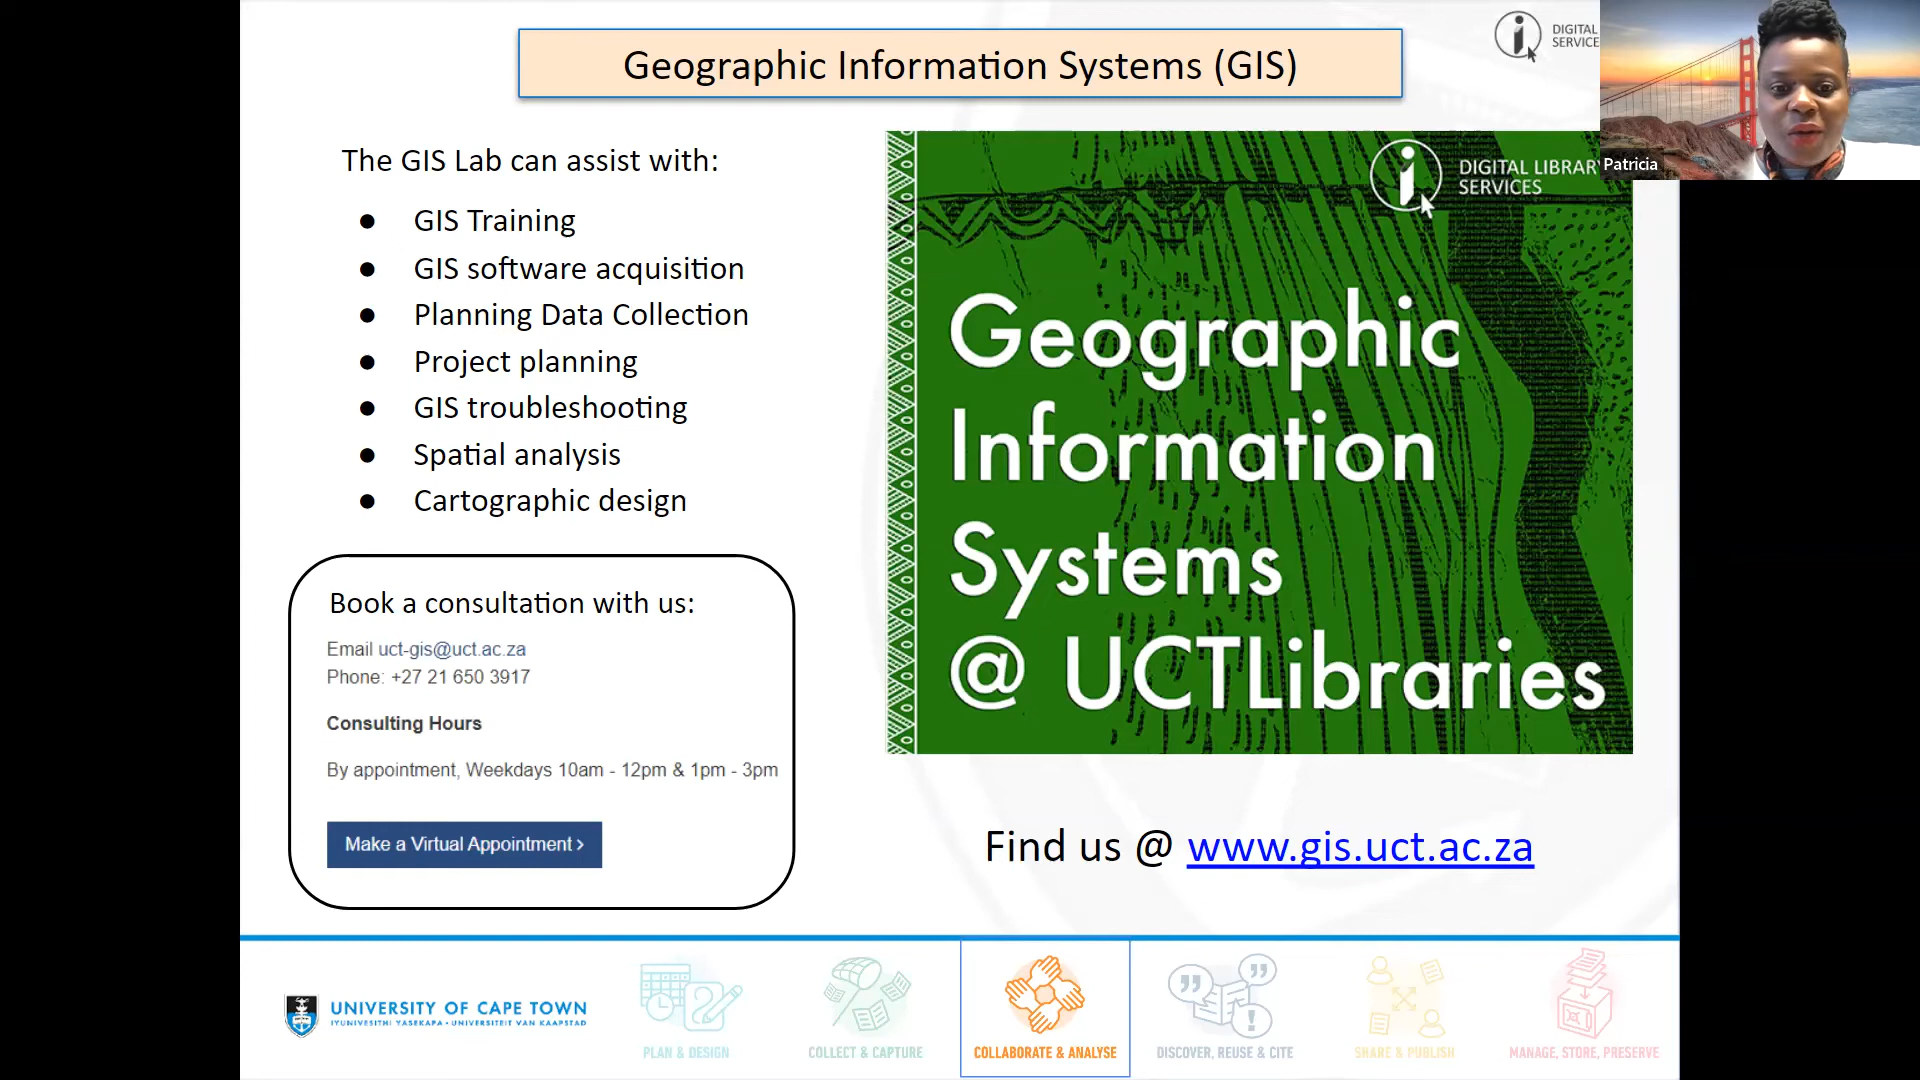 Geographic Information Systems (GIS)
DIGITAL
SERVICE
Patricia
The GIS Lab can assist with:
● GIS Training
● GIS software acquisition
● Planning Data Collection
● Project planning
● GIS troubleshooting
● Spatial analysis
● Cartographic design
DIGITAL LIBRAR
SERVICES
Geographic
Information
Systems
@ UCTLibraries
Book a consultation with us:
Email uct-gis@uct.ac.za
Phone: +27 21 650 3917
Consulting Hours
By appointment, Weekdays 10am - 12pm & 1pm - 3pm
Make a Virtual Appointment >
Find us @ www.gis.uct.ac.za
UNIVERSITY OF CAPE TOWN
IYUNIVESITHI YASEKAPA • UNIVERSITEIT VAN KAAPSTAD
PLAN & DESIGN
COLLECT & CAPTURE
COLLABORATE & ANALYSE
DISCOVER, REUSE & CITE
SHARE & PUBLISH
MANAGE, STORE, PRESERVE